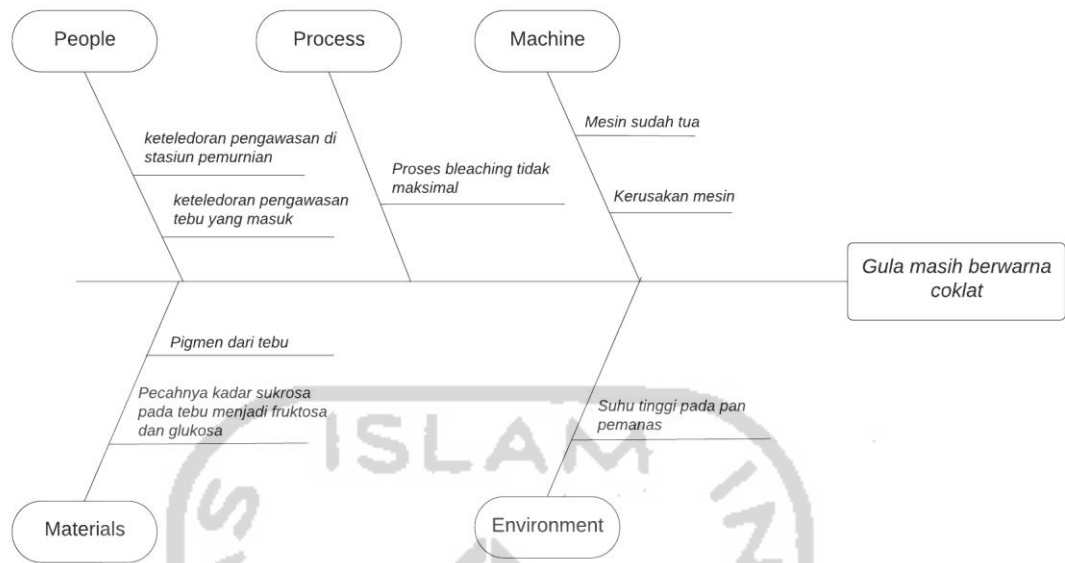 People
Process
Machine
keteledoran pengawasan di
stasiun pemurnian
keteledoran pengawasan
tebu yang masuk
Proses bleaching tidak
maksimal
Mesin sudah tua
Kerusakan mesin
Gula masih berwarna
coklat
Pigmen dari tebu
Pecahnya kadar sukrosa
pada tebu menjadi fruktosa
dan glukosa
Suhu tinggi pada pan
pemanas
Materials
Environment
ISLAM